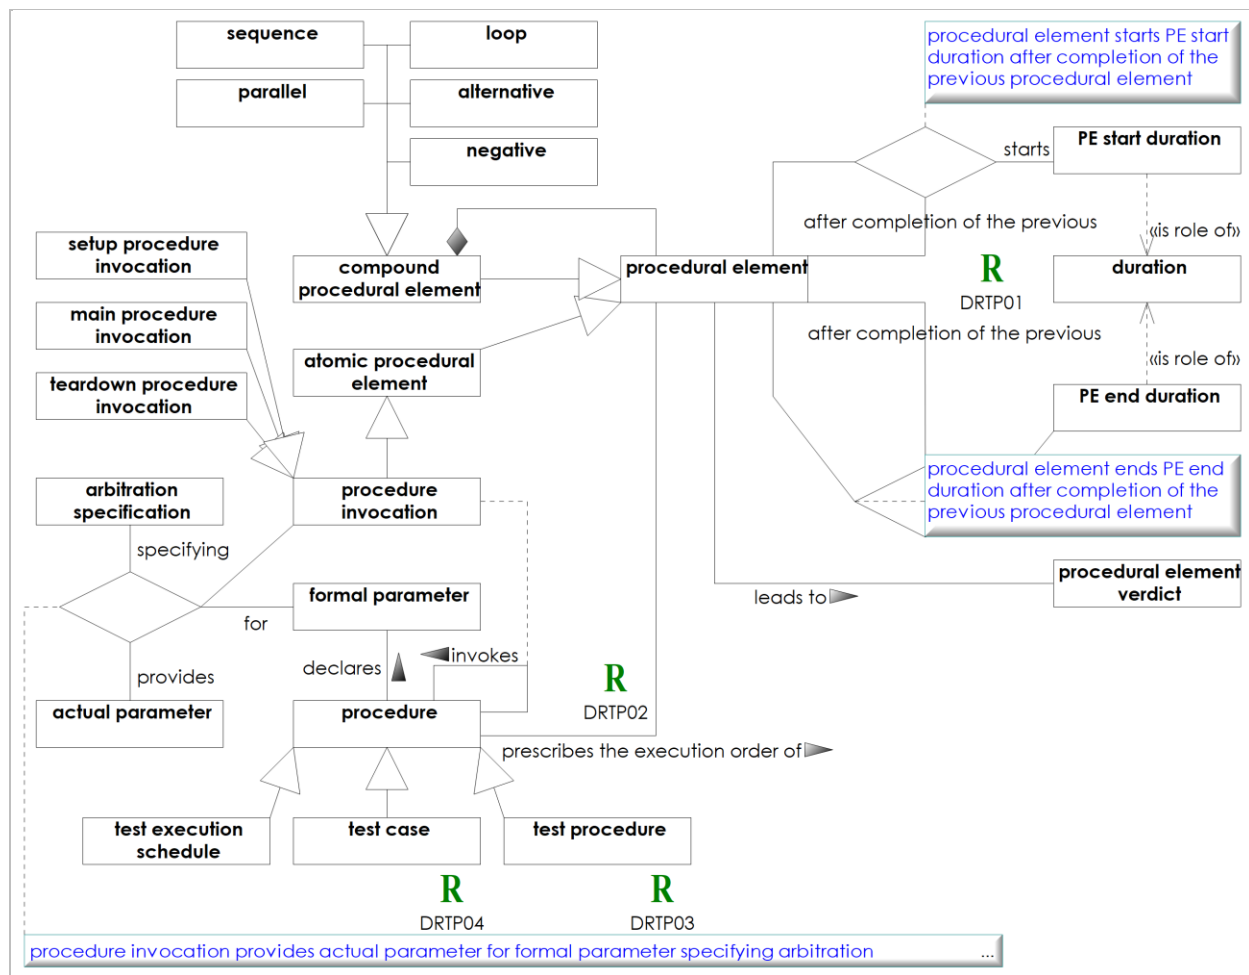 sequence
loop
procedural element starts PE start
duration after completion of the
previous procedural element
parallel
alternative
negative
starts
PE start duration
after completion of the previous
«is role of»
setup procedure
invocation
compound
procedural element
procedural element
R
DRTP01
duration
main procedure
invocation
after completion of the previous
atomic procedural
element
«is role of»
teardown procedure
invocation
PE end duration
arbitration
specification
procedure
invocation
procedural element ends PE end
duration after completion of the
previous procedural element
specifying
formal parameter
for
procedural element
verdict
leads to
provides
declares
invokes
R
DRTP02
actual parameter
procedure
prescribes the execution order of
test execution
schedule
test case
test procedure
R
DRTP04
R
DRTP03
procedure invocation provides actual parameter for formal parameter specifying arbitration ...